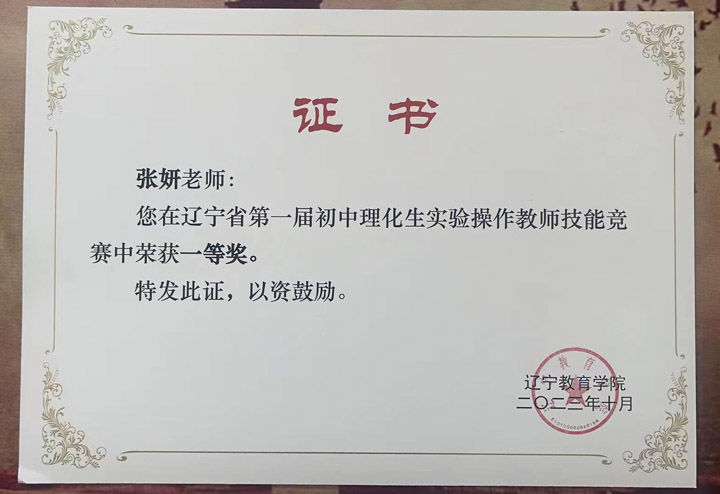 证书
张妍老师：
您在辽宁省第一届初中理化生实验操作教师技能竞
赛中荣获一等奖。
特发此证，以资鼓励。
辽宁教育学院
二〇二三年十月